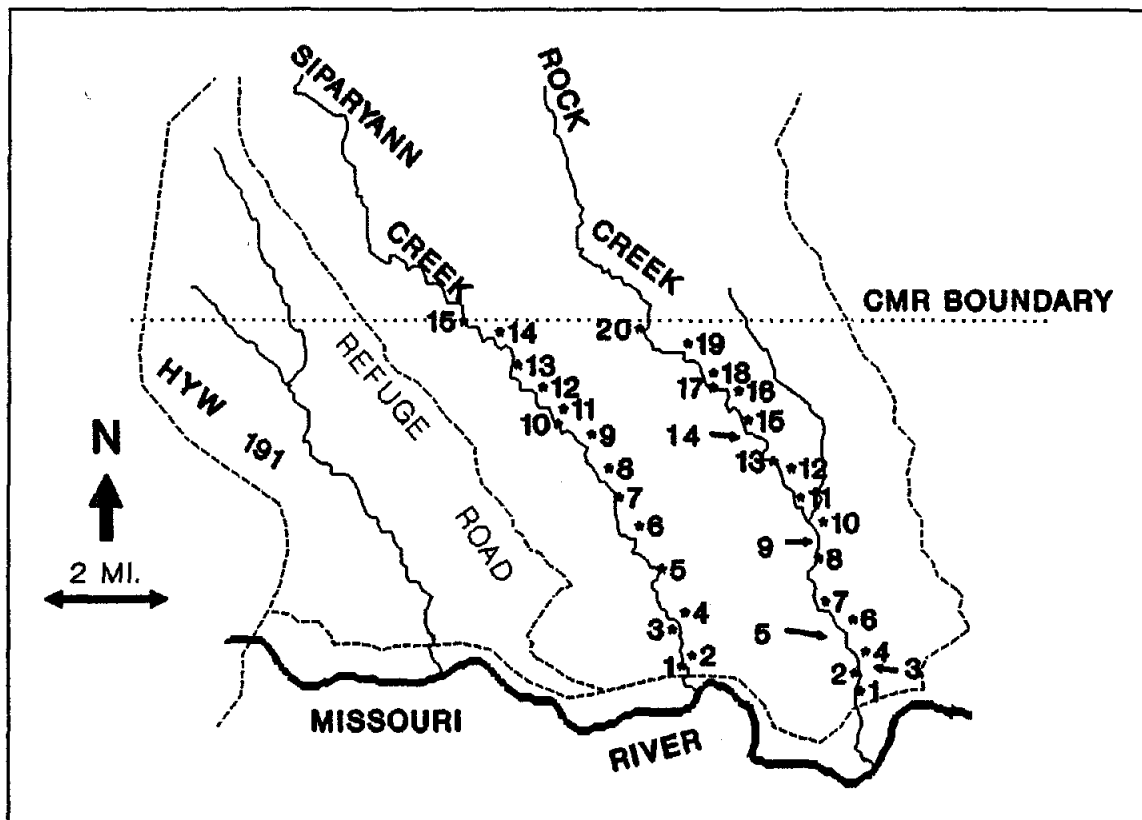 SIPARYANN
CREEK
ROCK
CREEK
CMR BOUNDARY
HYW 191
REFUGE
ROAD
N
2 MI.
MISSOURI
RIVER
15
*14
*13
*12
*11
10*
*9
*8
*7
*6
*5
*4
3*
*2
1*
20*
*19
*18
17*
*16
*15
14
13*
*12
*11
*10
9
*8
*7
*6
5
*4
3
2*
*1